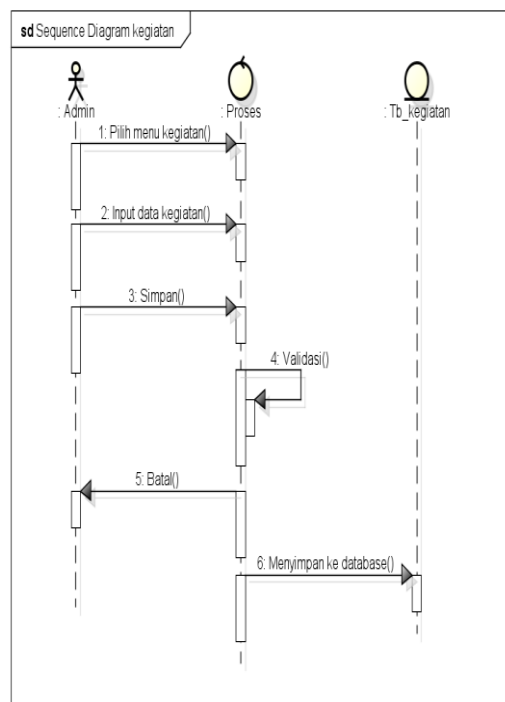 sd Sequence Diagram kegiatan
: Admin
: Proses
: Tb_kegiatan
1: Pilih menu kegiatan()
2: Input data kegiatan()
3: Simpan()
4: Validasi()
5: Batal()
6: Menyimpan ke database()